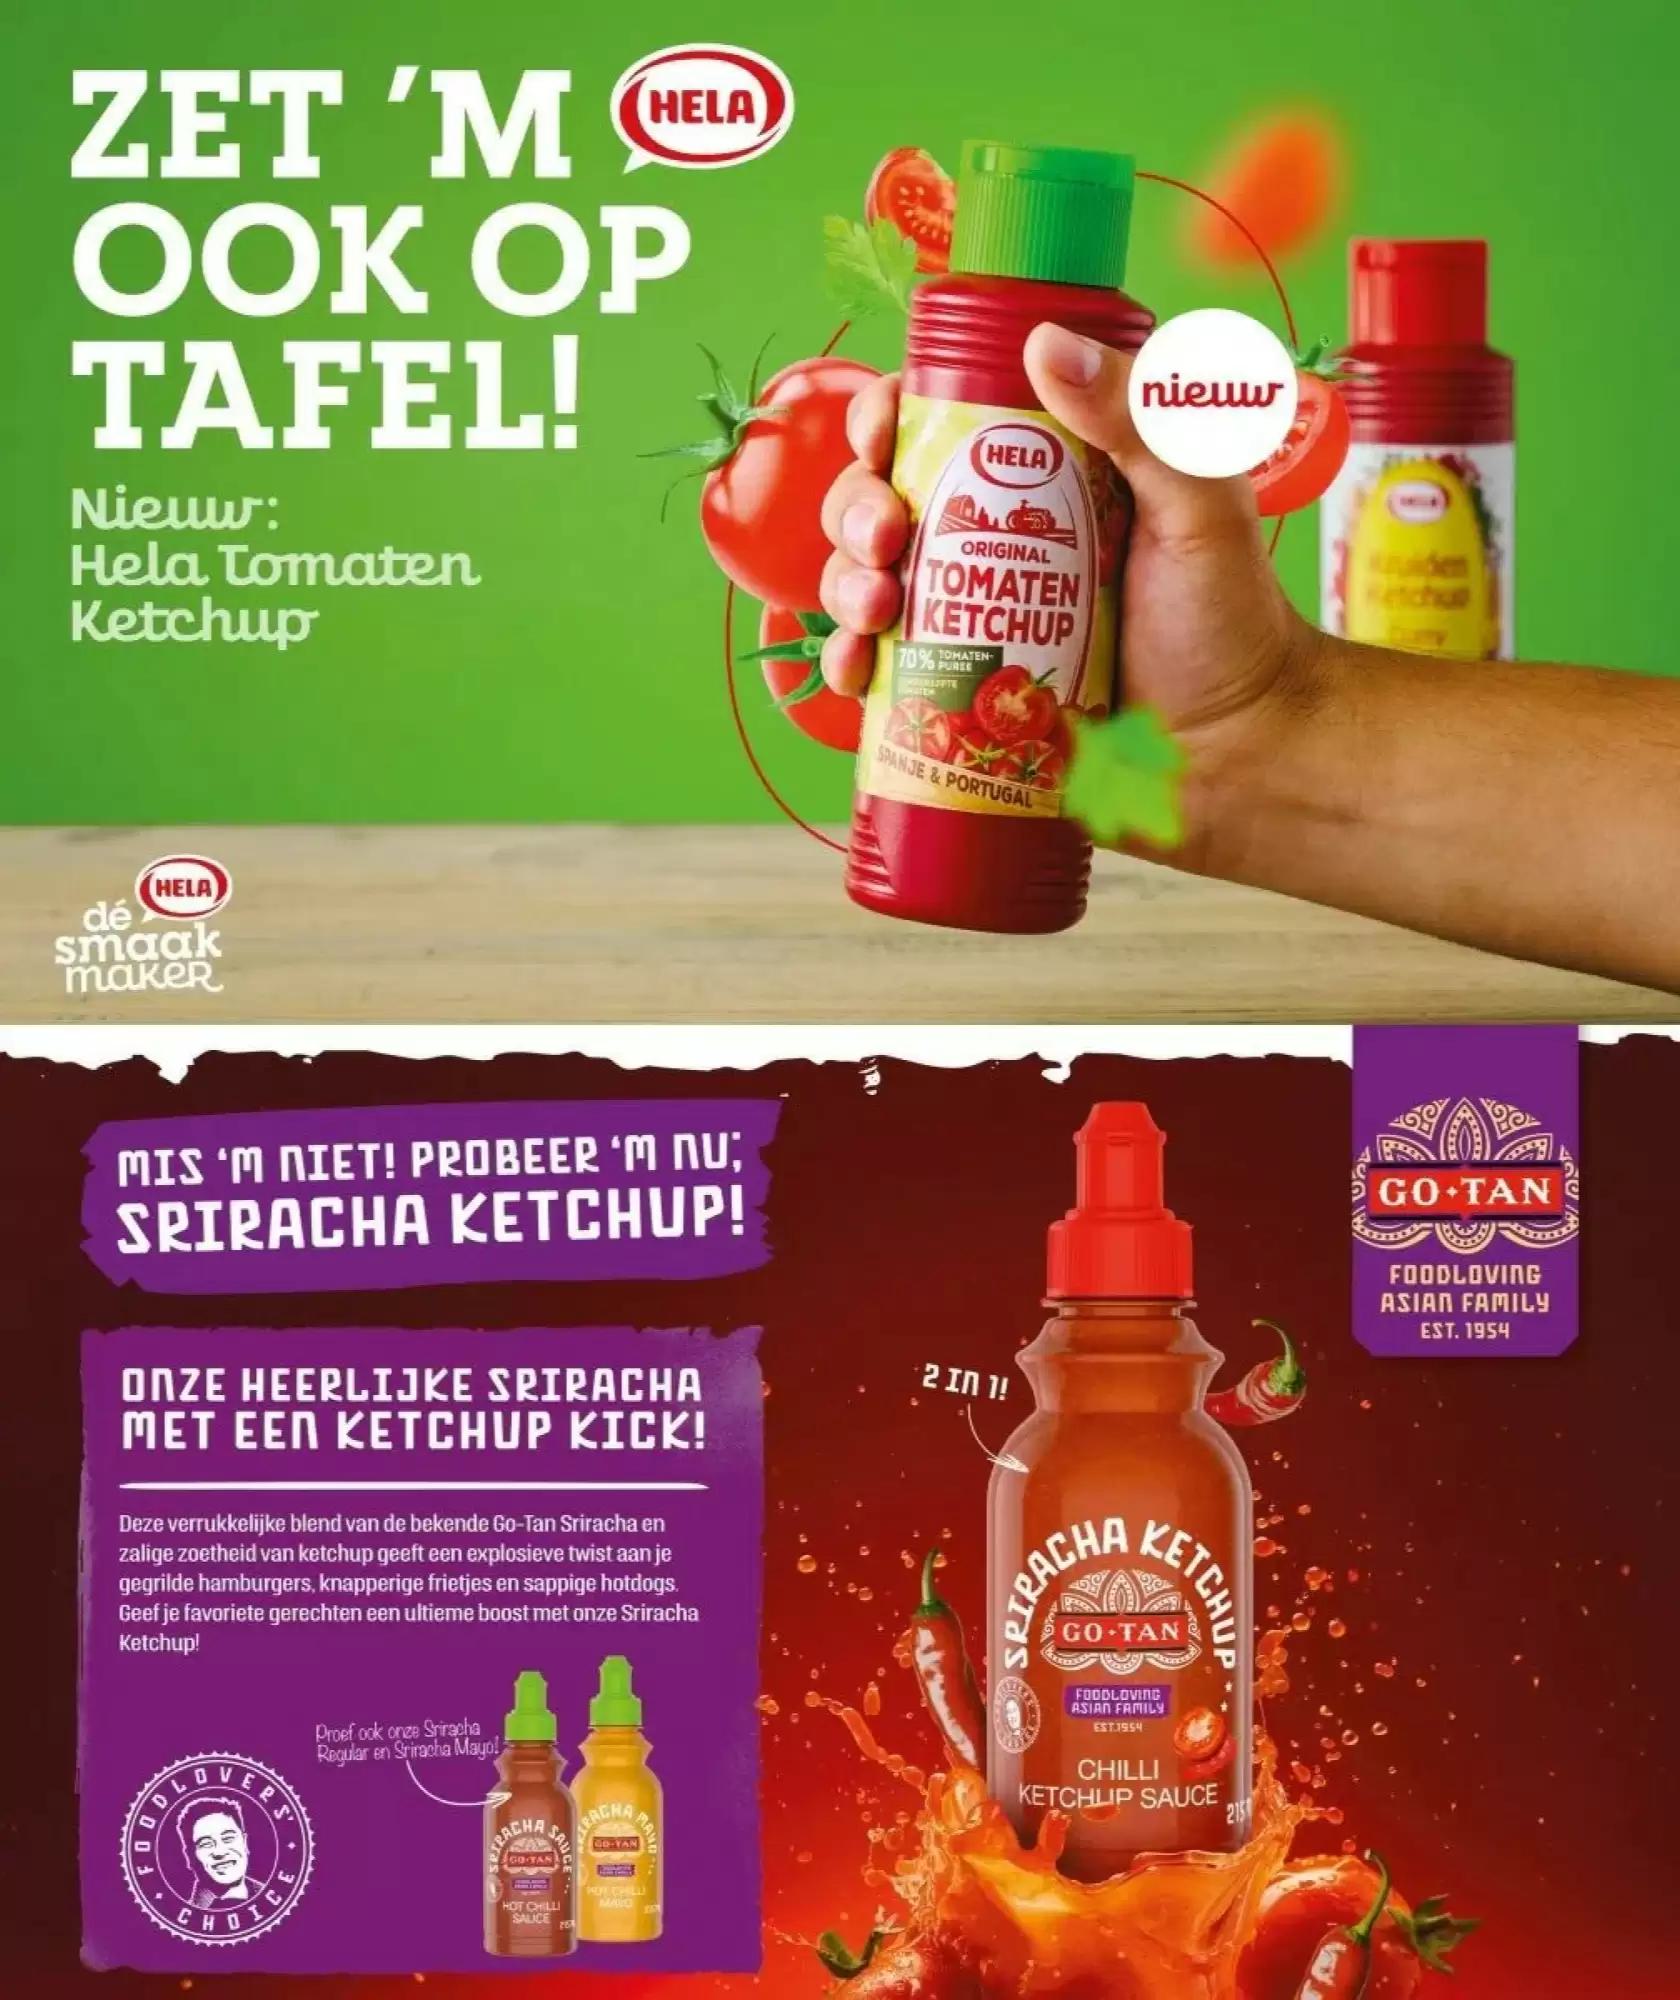 ZET 'M HELA
OOK OP
TAFEL!
Nieuw:
Hela Tomaten
Ketchup
nieuw
HELA
ORIGINAL
TOMATEN
KETCHUP
70% TOMATEN-
PUREE
SPANJE & PORTUGAL
HELA
Kruiden
Ketchup
Curry
HELA
dé
smaak
maker
MIS 'M NIET! PROBEER 'M NU;
SRIRACHA KETCHUP!
GO·TAN
FOODLOVING
ASIAN FAMILY
EST. 1954
ONZE HEERLIJKE SRIRACHA
MET EEN KETCHUP KICK!
Deze verrukkelijke blend van de bekende Go-Tan Sriracha en
zalige zoetheid van ketchup geeft een explosieve twist aan je
gegrilde hamburgers, knapperige frietjes en sappige hotdogs.
Geef je favoriete gerechten een ultieme boost met onze Sriracha
Ketchup!
Proef ook onze Sriracha
Regular en Sriracha Mayo!
FOODLOVERS'
CHOICE
SRIRACHA SAUCE
GO·TAN
HOT CHILLI
SAUCE
SRIRACHA MAYO
GO·TAN
HOT CHILLI
MAYO
2 IN 1!
SRIRACHA KETCHUP
GO·TAN
FOODLOVING
ASIAN FAMILY
EST.1954
CHILLI
KETCHUP SAUCE